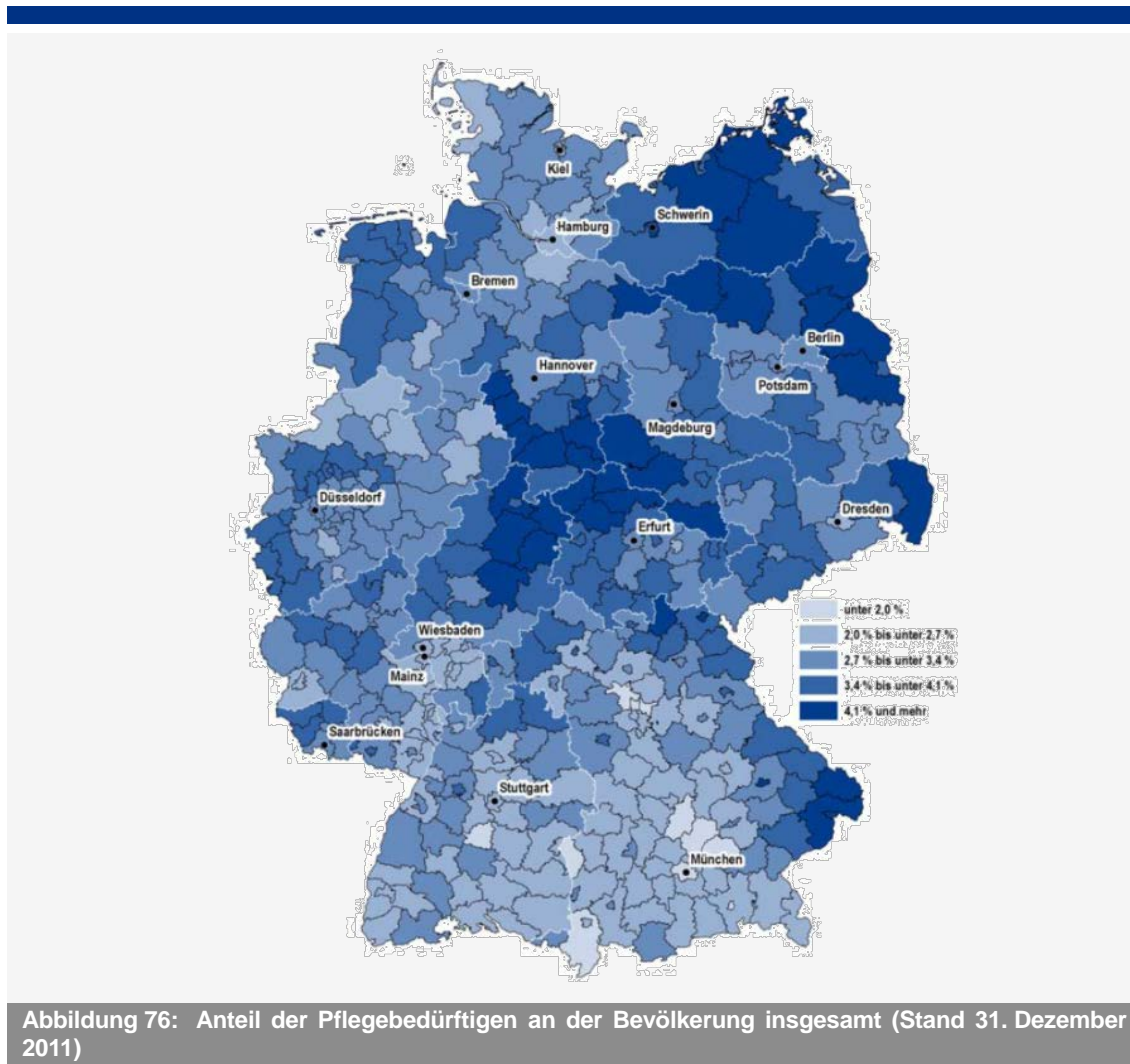 Kiel
Schwerin
Hamburg
Bremen
Berlin
Hannover
Potsdam
Magdeburg
Düsseldorf
Dresden
Erfurt
unter 2,0 %
Wiesbaden
2,0 % bis unter 2,7 %
2,7 % bis unter 3,4 %
Mainz
3,4 % bis unter 4,1 %
4,1 % und mehr
Saarbrücken
Stuttgart
München
Abbildung 76: Anteil der Pflegebedürftigen an der Bevölkerung insgesamt (Stand 31. Dezember
2011)